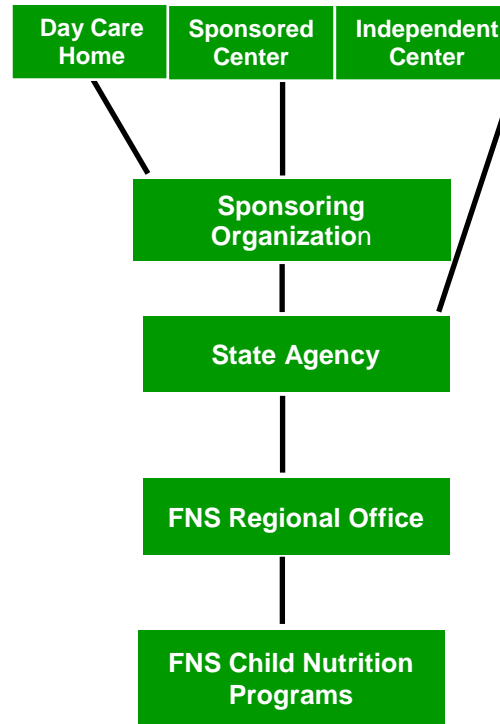 Day Care
Home
Sponsored
Center
Independent
Center
Sponsoring
Organization
State Agency
FNS Regional Office
FNS Child Nutrition
Programs